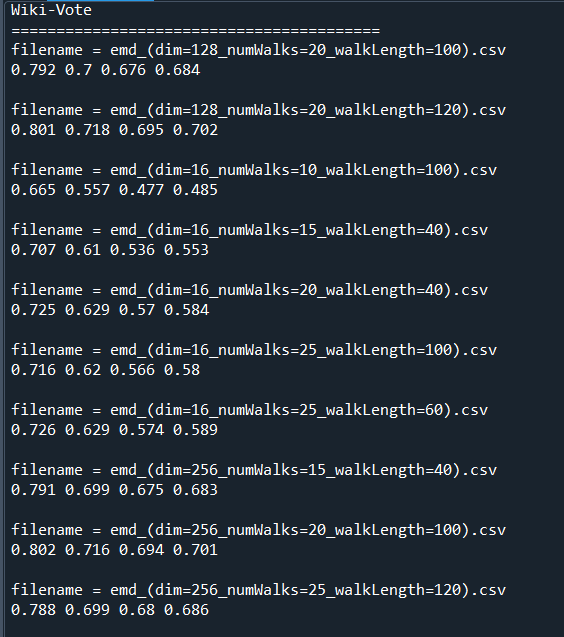 Wiki-Vote
=========================================
filename = emd_(dim=128_numWalks=20_walkLength=100).csv
0.792 0.7 0.676 0.684
filename = emd_(dim=128_numWalks=20_walkLength=120).csv
0.801 0.718 0.695 0.702
filename = emd_(dim=16_numWalks=10_walkLength=100).csv
0.665 0.557 0.477 0.485
filename = emd_(dim=16_numWalks=15_walkLength=40).csv
0.707 0.61 0.536 0.553
filename = emd_(dim=16_numWalks=20_walkLength=40).csv
0.725 0.629 0.57 0.584
filename = emd_(dim=16_numWalks=25_walkLength=100).csv
0.716 0.62 0.566 0.58
filename = emd_(dim=16_numWalks=25_walkLength=60).csv
0.726 0.629 0.574 0.589
filename = emd_(dim=256_numWalks=15_walkLength=40).csv
0.791 0.699 0.675 0.683
filename = emd_(dim=256_numWalks=20_walkLength=100).csv
0.802 0.716 0.694 0.701
filename = emd_(dim=256_numWalks=25_walkLength=120).csv
0.788 0.699 0.68 0.686